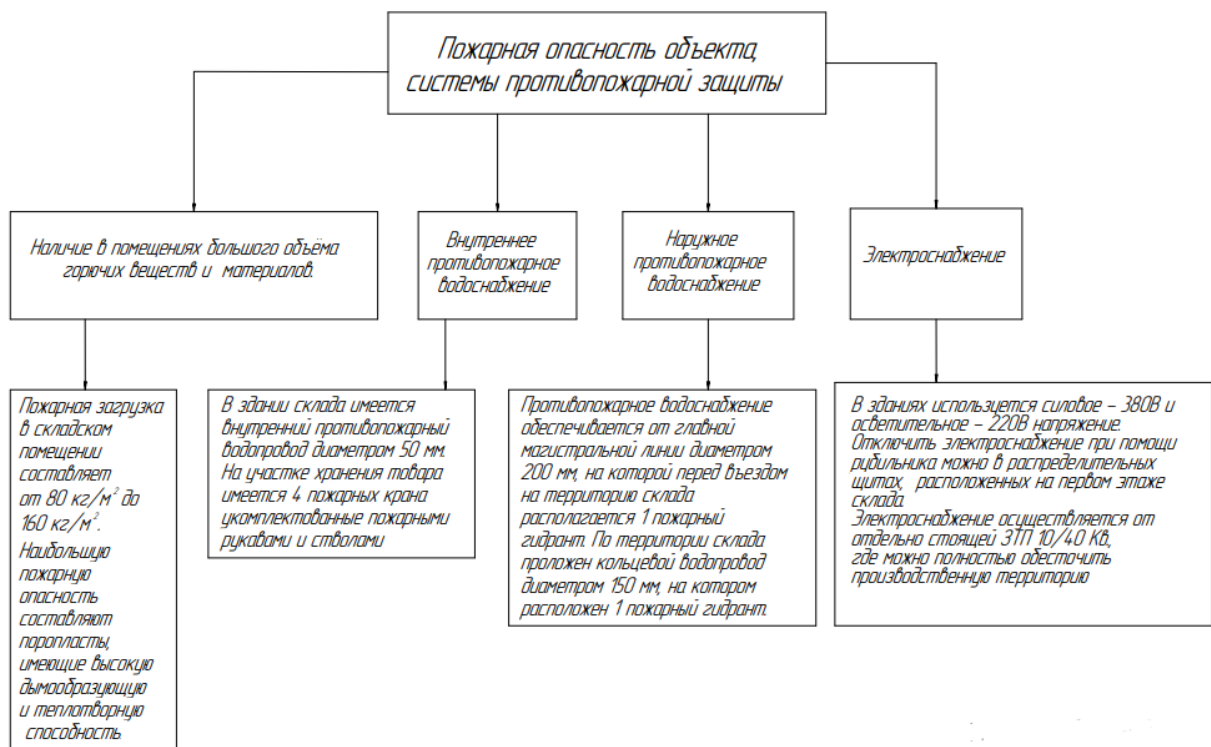 Пожарная опасность объекта,
системы противопожарной защиты
Наличие в помещениях большого объёма
горючих веществ и материалов.
Внутреннее
противопожарное
водоснабжение
Наружное
противопожарное
водоснабжение
Электроснабжение
Пожарная загрузка
в складском
помещении
составляет
от 80 кг/м² до
160 кг/м².
Наибольшую
пожарную
опасность
составляют
поропласты,
имеющие высокую
дымообразующую
и теплотворную
способность.
В здании склада имеется
внутренний противопожарный
водопровод диаметром 50 мм.
На участке хранения товара
имеется 4 пожарных крана
укомплектованные пожарными
рукавами и стволами
Противопожарное водоснабжение
обеспечивается от главной
магистральной линии диаметром
200 мм, на которой перед въездом
на территорию склада
располагается 1 пожарный
гидрант. По территории склада
проложен кольцевой водопровод
диаметром 150 мм, на котором
расположен 1 пожарный гидрант.
В зданиях используется силовое – 380В и
осветительное – 220В напряжение.
Отключить электроснабжение при помощи
рубильника можно в распределительных
щитах, расположенных на первом этаже
склада.
Электроснабжение осуществляется от
отдельно стоящей ЗТП 10/40 Кв,
где можно полностью обесточить
производственную территорию